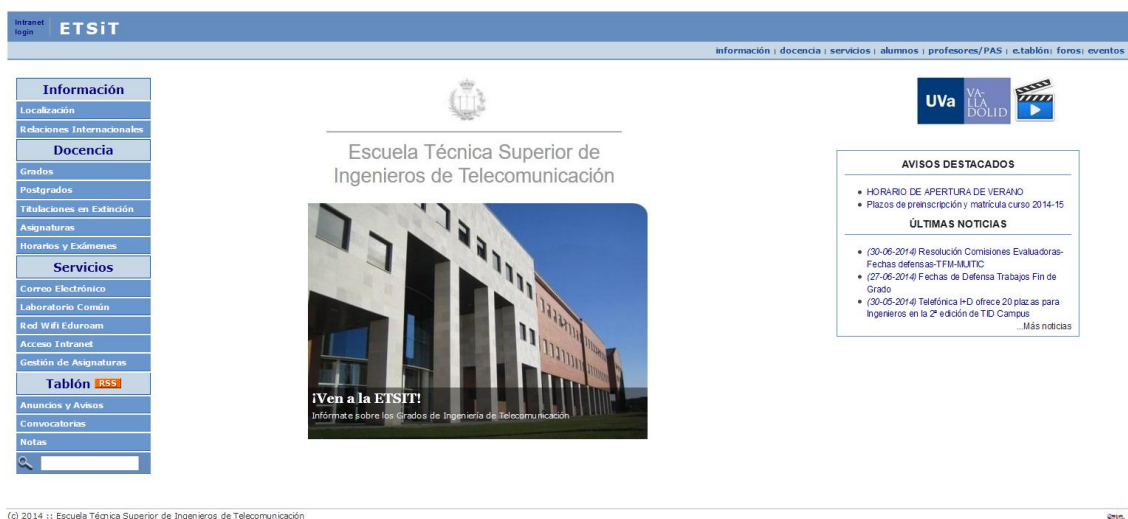 Intranet
login
ETSiT
información | docencia | servicios | alumnos | profesores/PAS | e.tablón| foros| eventos
Información
Localización
Relaciones Internacionales
Docencia
Grados
Postgrados
Titulaciones en Extinción
Asignaturas
Horarios y Exámenes
Servicios
Correo Electrónico
Laboratorio Común
Red Wifi Eduroam
Acceso Intranet
Gestión de Asignaturas
Tablón RSS
Anuncios y Avisos
Convocatorias
Notas
Escuela Técnica Superior de
Ingenieros de Telecomunicación
¡Ven a la ETSIT!
Infórmate sobre los Grados de Ingeniería de Telecomunicación
UVa
VA-
LLA
DOLID
AVISOS DESTACADOS
HORARIO DE APERTURA DE VERANO
Plazos de preinscripción y matrícula curso 2014-15
ÚLTIMAS NOTICIAS
(30-06-2014) Resolución Comisiones Evaluadoras-
Fechas defensas-TFM-MUITIC
(27-06-2014) Fechas de Defensa Trabajos Fin de
Grado
(30-05-2014) Telefónica I+D ofrece 20 plazas para
Ingenieros en la 2ª edición de TID Campus
...Más noticias
(c) 2014 :: Escuela Técnica Superior de Ingenieros de Telecomunicación